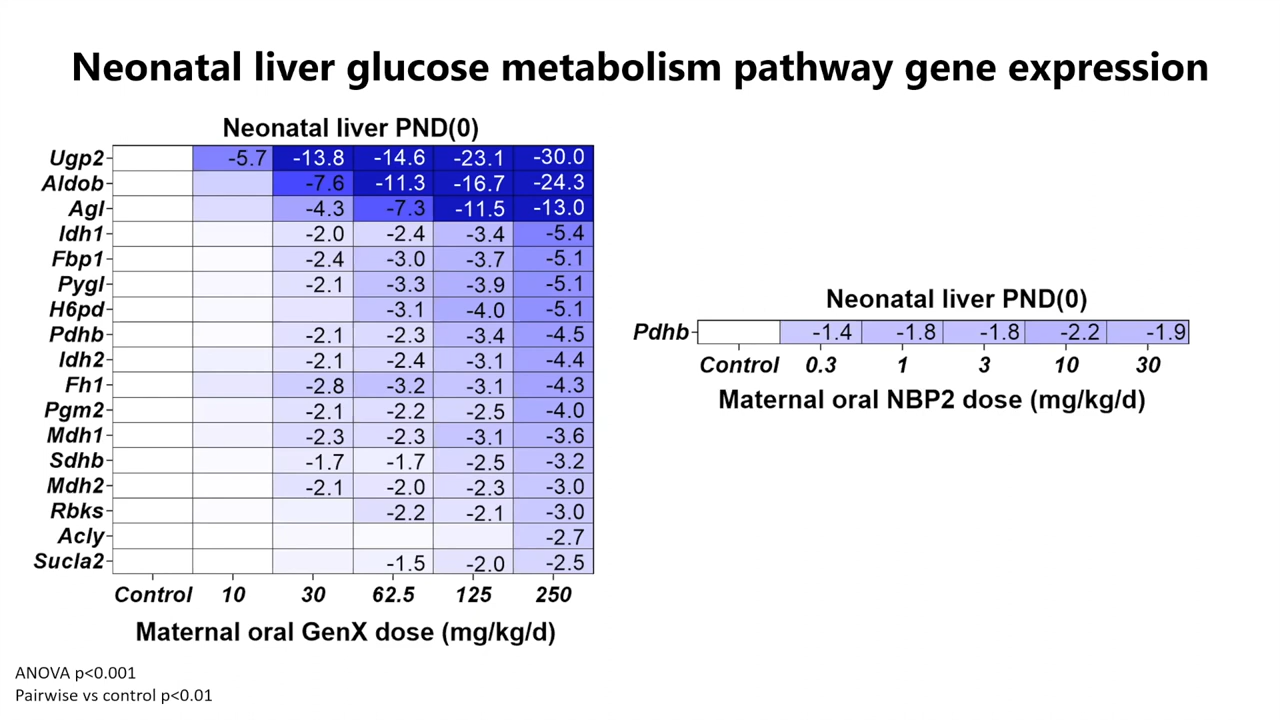 Neonatal liver glucose metabolism pathway gene expression
Neonatal liver PND(0)
Ugp2 -5.7 -13.8 -14.6 -23.1 -30.0
Aldob -7.6 -11.3 -16.7 -24.3
Agl -4.3 -7.3 -11.5 -13.0
Idh1 -2.0 -2.4 -3.4 -5.4
Fbp1 -2.4 -3.0 -3.7 -5.1
Pygl -2.1 -3.3 -3.9 -5.1
H6pd -3.1 -4.0 -5.1
Pdhb -2.1 -2.3 -3.4 -4.5
Idh2 -2.1 -2.4 -3.1 -4.4
Fh1 -2.8 -3.2 -3.1 -4.3
Pgm2 -2.1 -2.2 -2.5 -4.0
Mdh1 -2.3 -2.3 -3.1 -3.6
Sdhb -1.7 -1.7 -2.5 -3.2
Mdh2 -2.1 -2.0 -2.3 -3.0
Rbks -2.2 -2.1 -3.0
Acly -2.7
Sucla2 -1.5 -2.0 -2.5
Control 10 30 62.5 125 250
Maternal oral GenX dose (mg/kg/d)
Neonatal liver PND(0)
Pdhb -1.4 -1.8 -1.8 -2.2 -1.9
Control 0.3 1 3 10 30
Maternal oral NBP2 dose (mg/kg/d)
ANOVA p<0.001
Pairwise vs control p<0.01